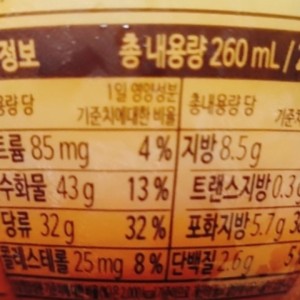 정보 총 내용량 260 mL /
용량 당 1일 영양성분 기준치에 대한 비율 총 내용량 당
트륨 85 mg 4 % 지방 8.5 g
수화물 43 g 13 % 트랜스지방 0.3
당류 32 g 32 % 포화지방 5.7 g
콜레스테롤 25 mg 8 % 단백질 2.6 g